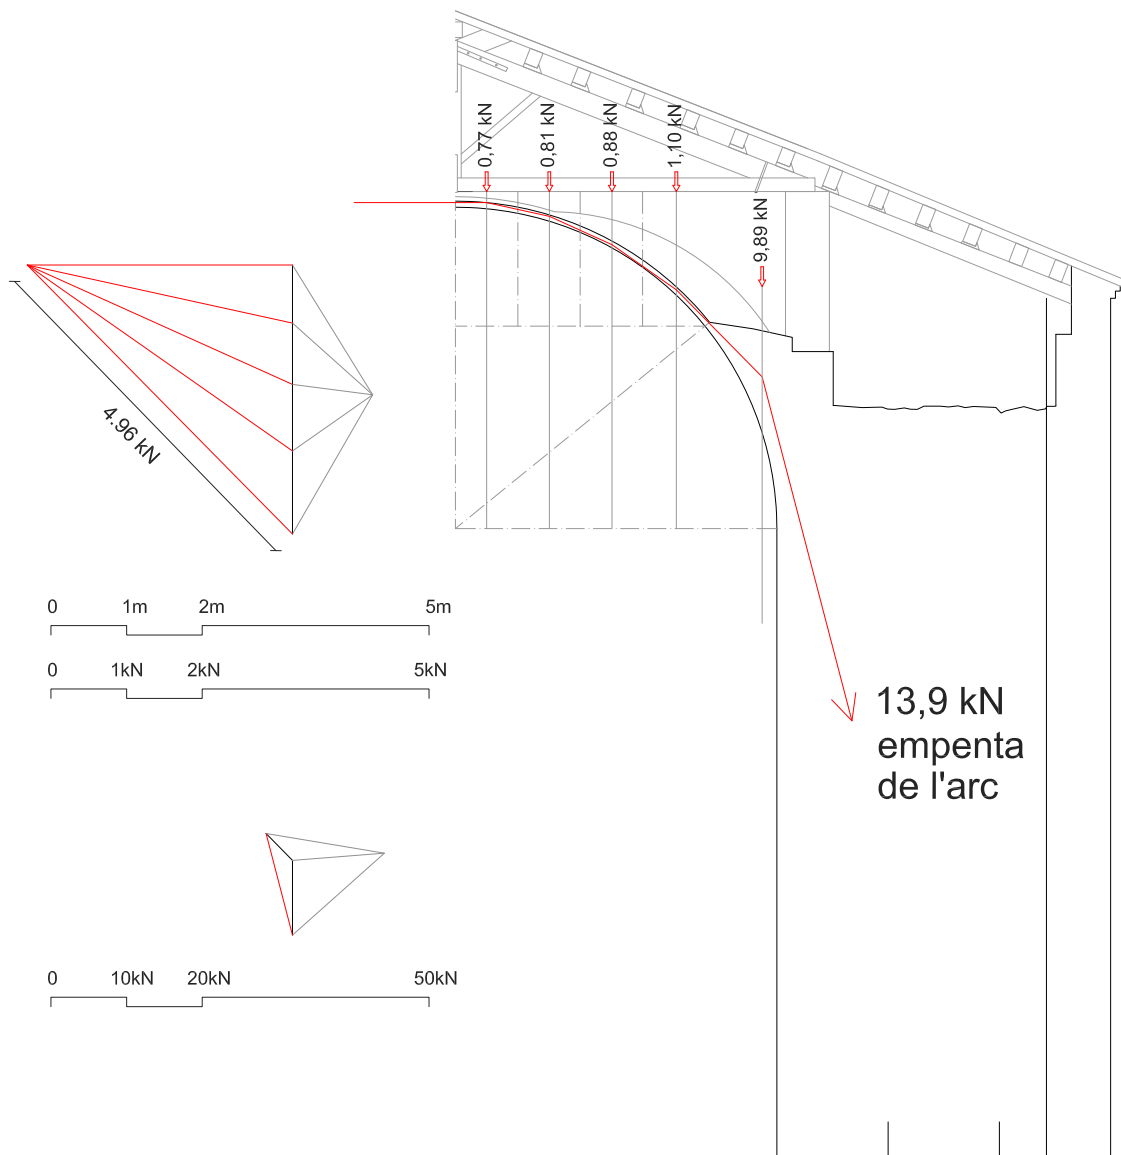 0,77 kN
0,81 kN
0,88 kN
1,10 kN
9,89 kN
4.96 kN
0 1m 2m 5m
0 1kN 2kN 5kN
13,9 kN
empenta
de l'arc
0 10kN 20kN 50kN